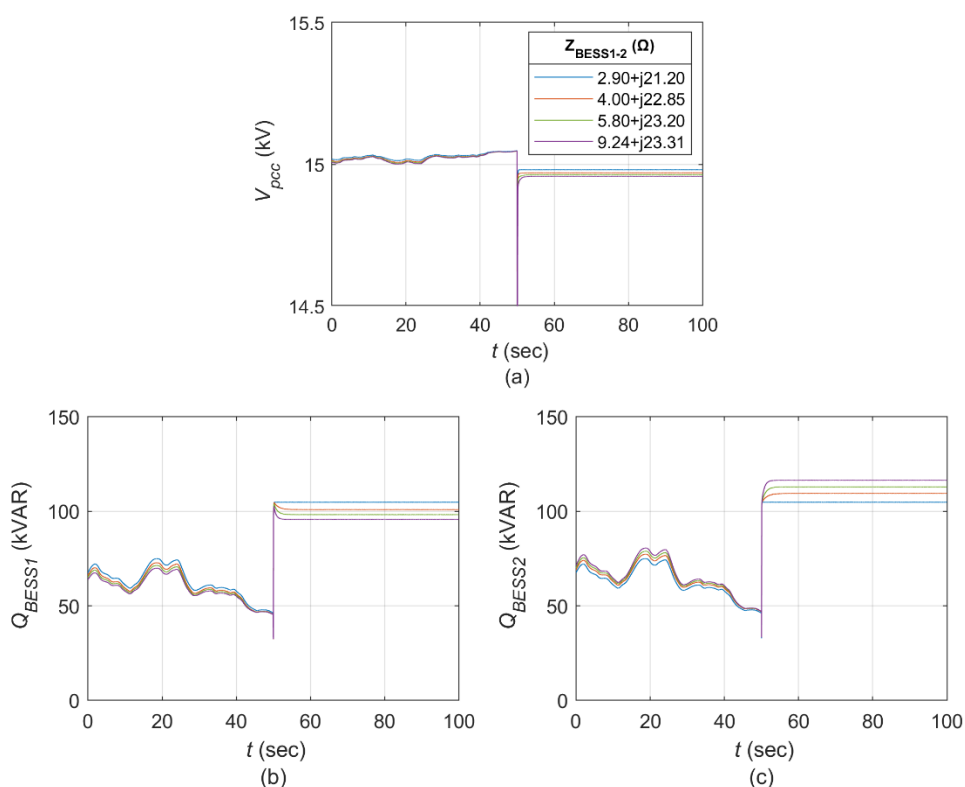 15.5
15
14.5
V_pcc (kV)
Z_BESS1-2 (Ω)
2.90+j21.20
4.00+j22.85
5.80+j23.20
9.24+j23.31
0 20 40 60 80 100
t (sec)
(a)
150
100
50
0
Q_BESS1 (kVAR)
0 20 40 60 80 100
t (sec)
(b)
150
100
50
0
Q_BESS2 (kVAR)
0 20 40 60 80 100
t (sec)
(c)